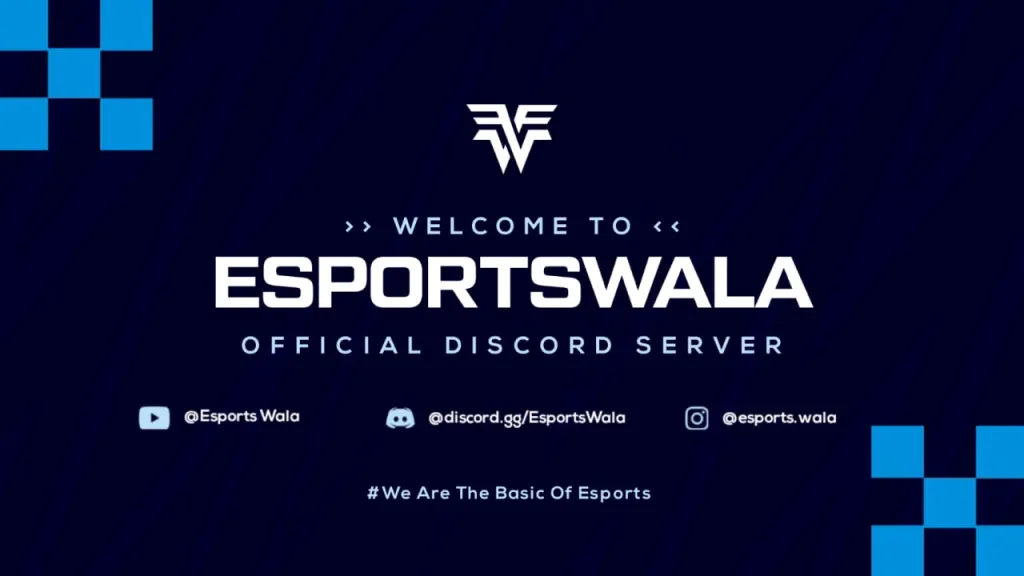 >> WELCOME TO <<
ESPORTSWALA
OFFICIAL DISCORD SERVER
@Esports Wala @discord.gg/EsportsWala @esports.wala
#We Are The Basic Of Esports